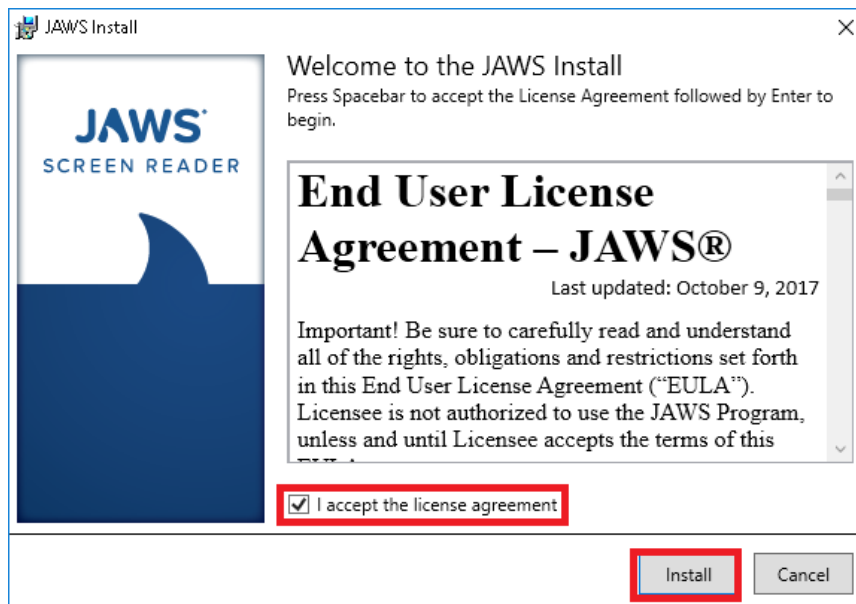 JAWS Install
JAWS
SCREEN READER
Welcome to the JAWS Install
Press Spacebar to accept the License Agreement followed by Enter to
begin.
End User License
Agreement – JAWS®
Last updated: October 9, 2017
Important! Be sure to carefully read and understand
all of the rights, obligations and restrictions set forth
in this End User License Agreement (“EULA”).
Licensee is not authorized to use the JAWS Program,
unless and until Licensee accepts the terms of this
I accept the license agreement
Install
Cancel